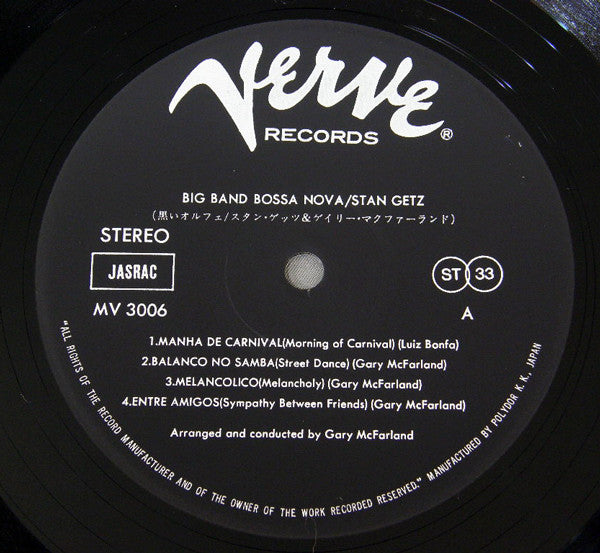 Verve
RECORDS ®
BIG BAND BOSSA NOVA/STAN GETZ
(黒いオルフェ/スタン・ゲッツ&ゲイリー・マクファーランド)
STEREO
JASRAC
MV 3006
ST 33
A
1.MANHA DE CARNIVAL(Morning of Carnival) (Luiz Bonfa)
2.BALANCO NO SAMBA(Street Dance) (Gary McFarland)
3.MELANCOLICO(Melancholy) (Gary McFarland)
4.ENTRE AMIGOS(Sympathy Between Friends) (Gary McFarland)
Arranged and conducted by Gary McFarland
"ALL RIGHTS OF THE RECORD MANUFACTURER AND OF THE OWNER OF THE WORK RECORDED RESERVED." MANUFACTURED BY POLYDOR K. K., JAPAN